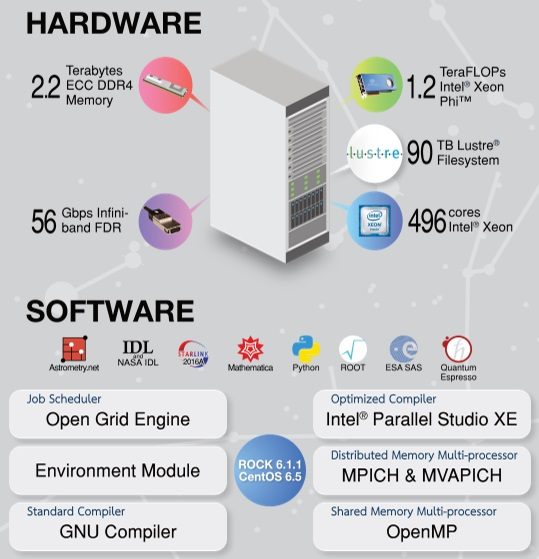 HARDWARE
2.2 Terabytes
ECC DDR4
Memory
1.2 TeraFLOPs
Intel® Xeon
Phi™
l·u·s·t·r·e·
90 TB Lustre®
Filesystem
56 Gbps Infini-
band FDR
intel
XEON
496 cores
Intel® Xeon
SOFTWARE
Astrometry.net
IDL
and
NASA IDL
STARLINK
2016A
Mathematica
Python
ROOT
esa
ESA SAS
Quantum
Espresso
Job Scheduler
Open Grid Engine
Optimized Compiler
Intel® Parallel Studio XE
Environment Module
ROCK 6.1.1
CentOS 6.5
Distributed Memory Multi-processor
MPICH & MVAPICH
Standard Compiler
GNU Compiler
Shared Memory Multi-processor
OpenMP